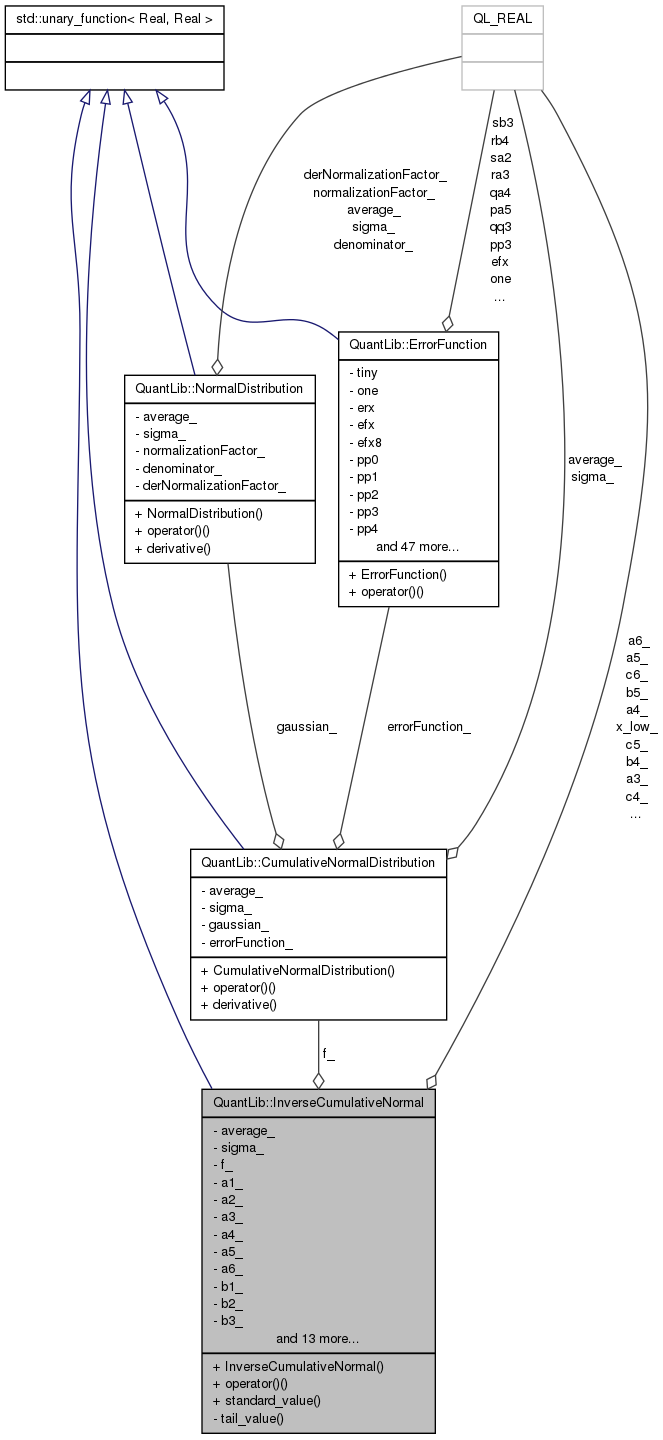 std::unary_function< Real, Real >
QL_REAL
derNormalizationFactor_
normalizationFactor_
average_
sigma_
denominator_
sb3
rb4
sa2
ra3
qa4
pa5
qq3
pp3
efx
one
...
QuantLib::ErrorFunction
- tiny
- one
- erx
- efx
- efx8
- pp0
- pp1
- pp2
- pp3
- pp4
and 47 more...
+ ErrorFunction()
+ operator()()
QuantLib::NormalDistribution
- average_
- sigma_
- normalizationFactor_
- denominator_
- derNormalizationFactor_
+ NormalDistribution()
+ operator()()
+ derivative()
average_
sigma_
gaussian_
errorFunction_
a6_
a5_
c6_
b5_
a4_
x_low_
c5_
b4_
a3_
c4_
...
QuantLib::CumulativeNormalDistribution
- average_
- sigma_
- gaussian_
- errorFunction_
+ CumulativeNormalDistribution()
+ operator()()
+ derivative()
f_
QuantLib::InverseCumulativeNormal
- average_
- sigma_
- f_
- a1_
- a2_
- a3_
- a4_
- a5_
- a6_
- b1_
- b2_
- b3_
and 13 more...
+ InverseCumulativeNormal()
+ operator()()
+ standard_value()
- tail_value()